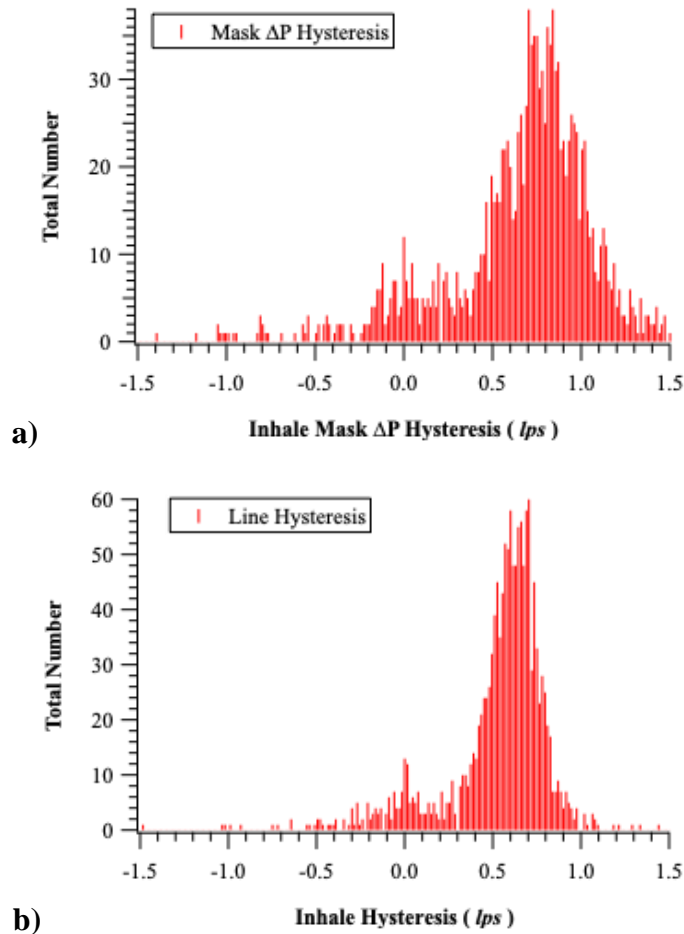 Mask ΔP Hysteresis
30
20
10
0
Total Number
-1.5 -1.0 -0.5 0.0 0.5 1.0 1.5
a) Inhale Mask ΔP Hysteresis ( lps )
60
Line Hysteresis
50
40
30
20
10
0
Total Number
-1.5 -1.0 -0.5 0.0 0.5 1.0 1.5
b) Inhale Hysteresis ( lps )